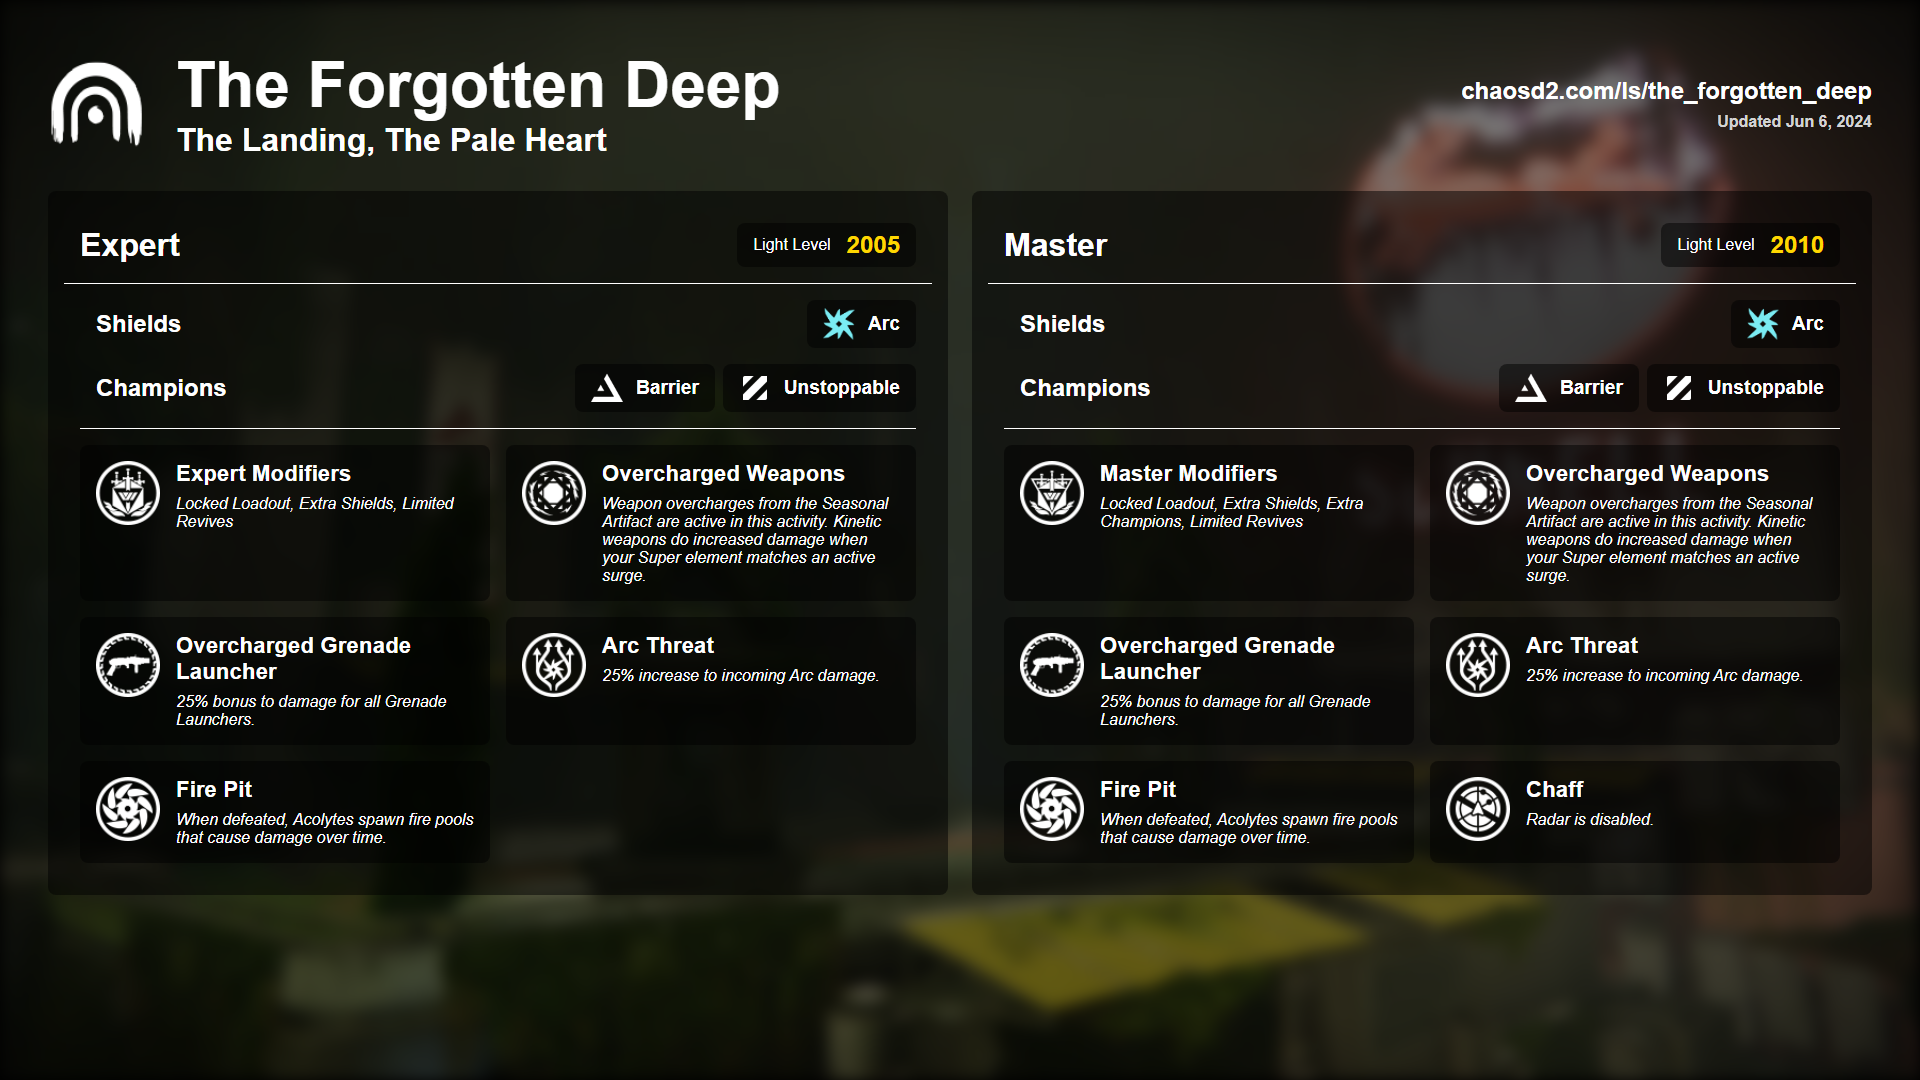 The Forgotten Deep
The Landing, The Pale Heart
chaosd2.com/ls/the_forgotten_deep
Updated Jun 6, 2024
Expert
Light Level 2005
Shields
Arc
Champions
Barrier
Unstoppable
Expert Modifiers
Locked Loadout, Extra Shields, Limited
Revives
Overcharged Weapons
Weapon overcharges from the Seasonal
Artifact are active in this activity. Kinetic
weapons do increased damage when
your Super element matches an active
surge.
Overcharged Grenade
Launcher
25% bonus to damage for all Grenade
Launchers.
Arc Threat
25% increase to incoming Arc damage.
Fire Pit
When defeated, Acolytes spawn fire pools
that cause damage over time.
Master
Light Level 2010
Shields
Arc
Champions
Barrier
Unstoppable
Master Modifiers
Locked Loadout, Extra Shields, Extra
Champions, Limited Revives
Overcharged Weapons
Weapon overcharges from the Seasonal
Artifact are active in this activity. Kinetic
weapons do increased damage when
your Super element matches an active
surge.
Overcharged Grenade
Launcher
25% bonus to damage for all Grenade
Launchers.
Arc Threat
25% increase to incoming Arc damage.
Fire Pit
When defeated, Acolytes spawn fire pools
that cause damage over time.
Chaff
Radar is disabled.